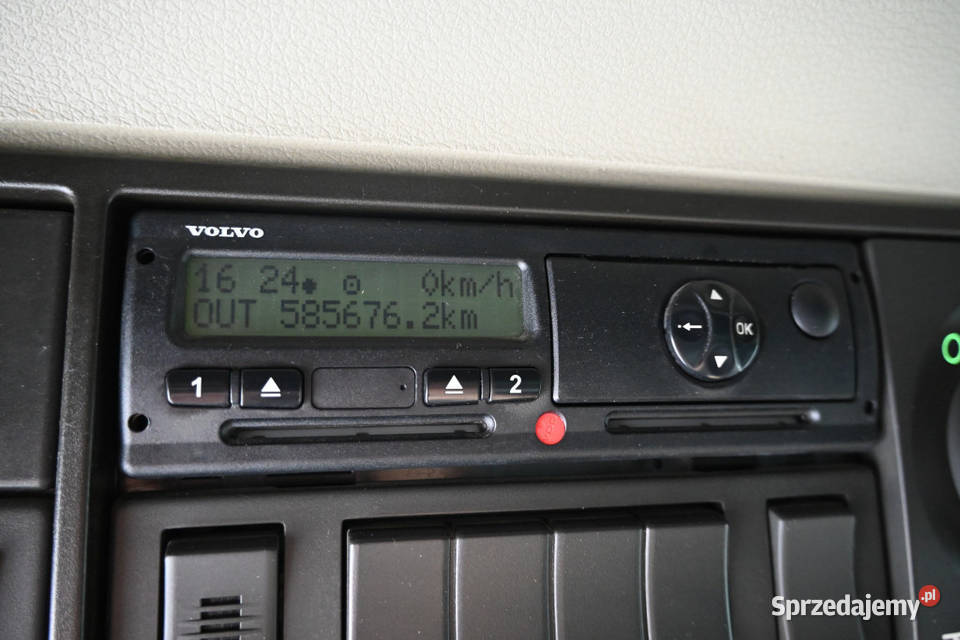 VOLVO
16 24 0km/h
OUT 585676.2km
OK
1 2
Sprzedajemy.pl